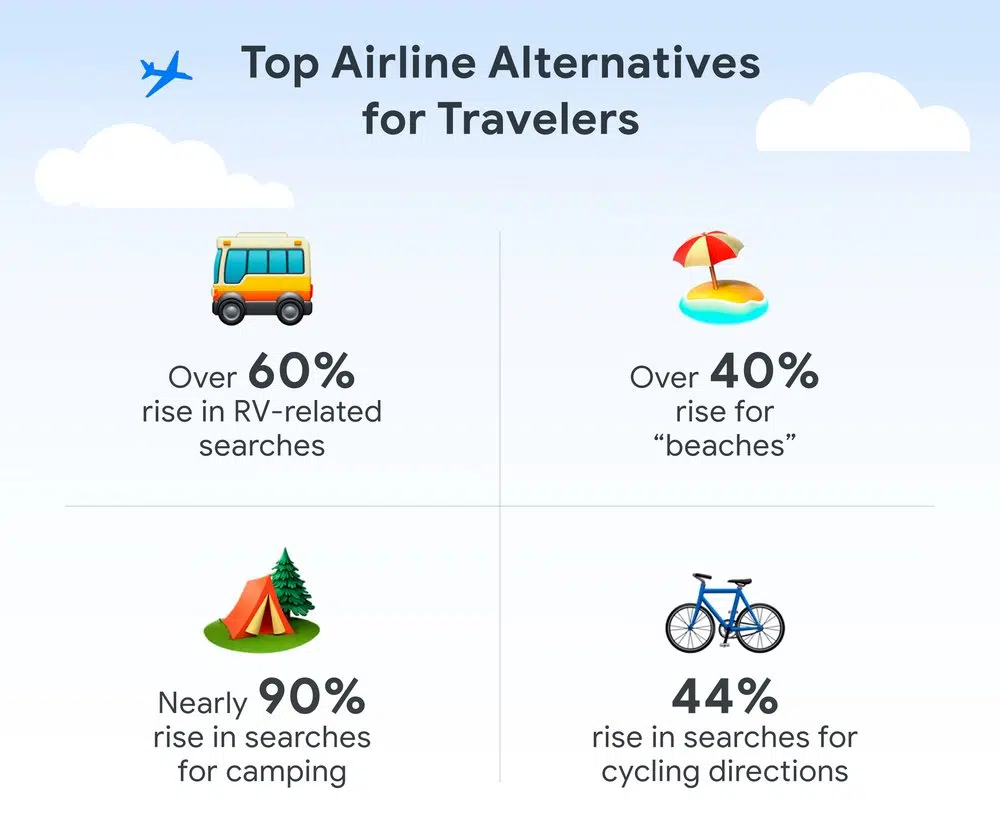 Top Airline Alternatives
for Travelers
Over 60%
rise in RV-related
searches
Over 40%
rise for
“beaches”
Nearly 90%
rise in searches
for camping
44%
rise in searches for
cycling directions